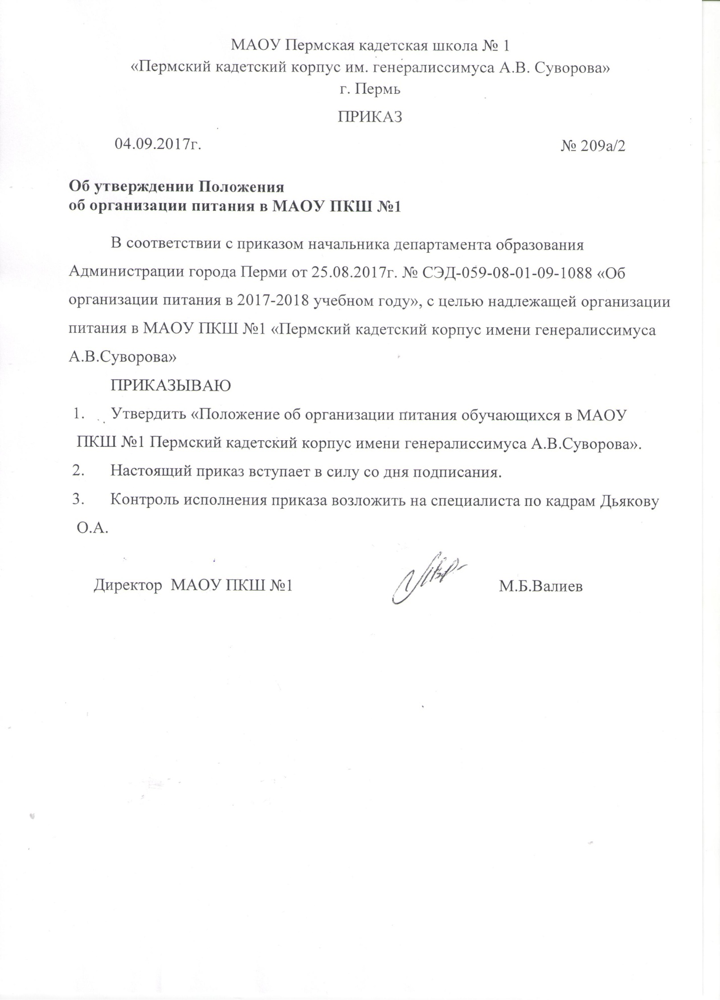 МАОУ Пермская кадетская школа № 1
«Пермский кадетский корпус им. генералиссимуса А.В. Суворова»
г. Пермь
ПРИКАЗ
04.09.2017г. № 209а/2
Об утверждении Положения
об организации питания в МАОУ ПКШ №1
В соответствии с приказом начальника департамента образования
Администрации города Перми от 25.08.2017г. № СЭД-059-08-01-09-1088 «Об
организации питания в 2017-2018 учебном году», с целью надлежащей организации
питания в МАОУ ПКШ №1 «Пермский кадетский корпус имени генералиссимуса
А.В.Суворова»
ПРИКАЗЫВАЮ
1. Утвердить «Положение об организации питания обучающихся в МАОУ
ПКШ №1 Пермский кадетский корпус имени генералиссимуса А.В.Суворова».
2. Настоящий приказ вступает в силу со дня подписания.
3. Контроль исполнения приказа возложить на специалиста по кадрам Дьякову
О.А.
Директор МАОУ ПКШ №1 М.Б.Валиев